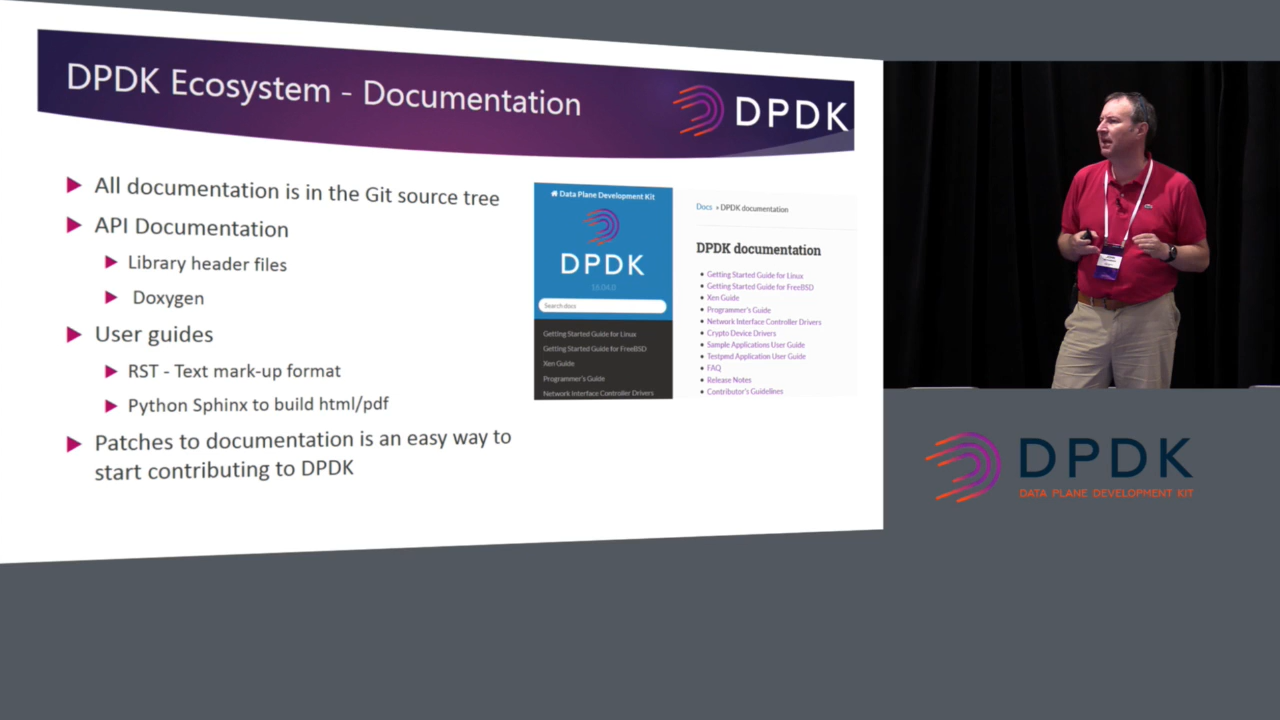 DPDK Ecosystem - Documentation
DPDK
All documentation is in the Git source tree
API Documentation
Library header files
Doxygen
User guides
RST - Text mark-up format
Python Sphinx to build html/pdf
Patches to documentation is an easy way to
start contributing to DPDK
Data Plane Development Kit
DPDK
16.04.0
Search docs
Getting Started Guide for Linux
Getting Started Guide for FreeBSD
Xen Guide
Programmer's Guide
Network Interface Controller Drivers
Docs » DPDK documentation
DPDK documentation
Getting Started Guide for Linux
Getting Started Guide for FreeBSD
Xen Guide
Programmer's Guide
Network Interface Controller Drivers
Crypto Device Drivers
Sample Applications User Guide
Testpmd Application User Guide
FAQ
Release Notes
Contributor's Guidelines
DPDK
DATA PLANE DEVELOPMENT KIT